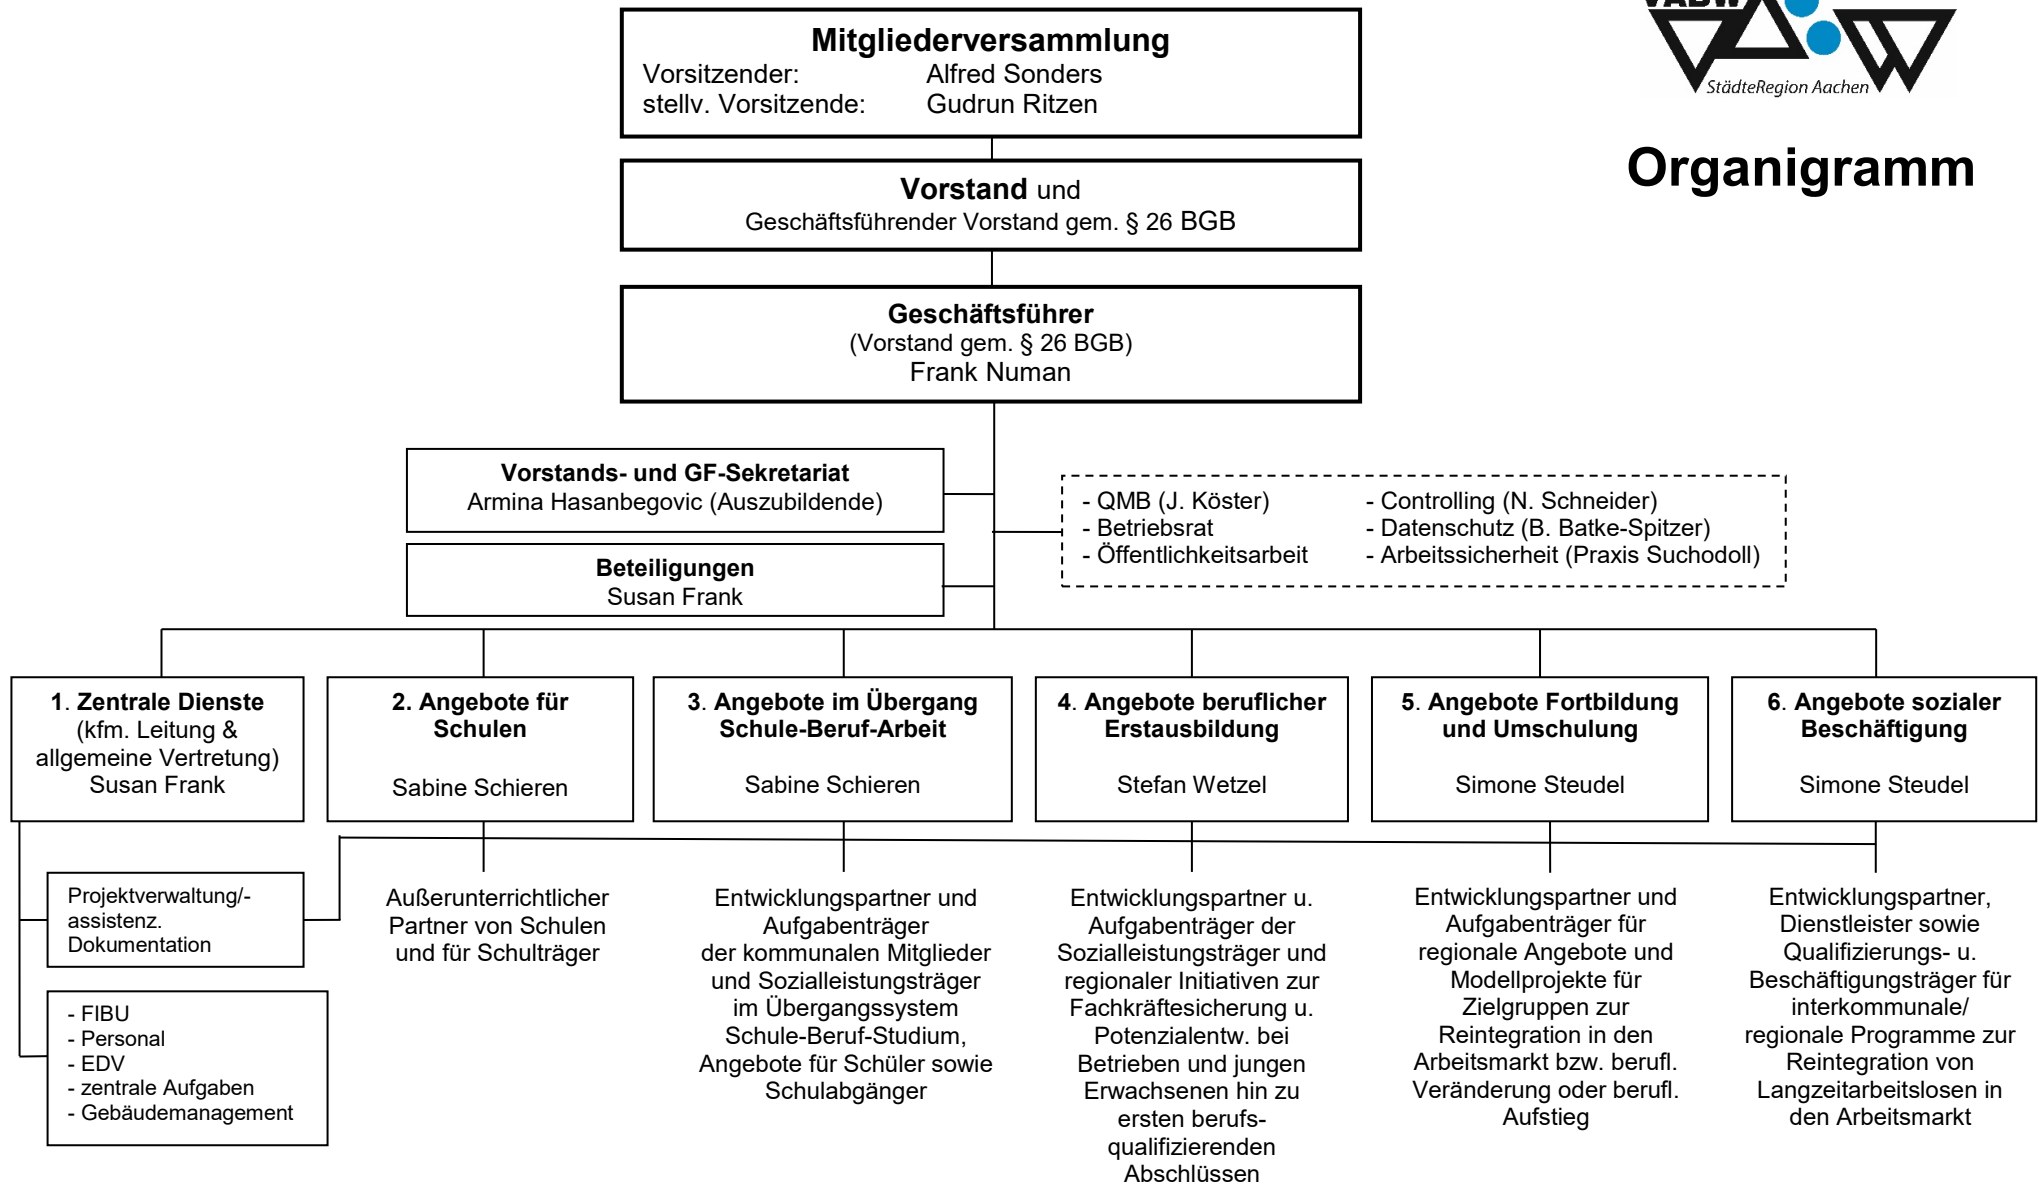 VABW
StädteRegion Aachen
Organigramm
Mitgliederversammlung
Vorsitzender: Alfred Sonders
stellv. Vorsitzende: Gudrun Ritzen
Vorstand und
Geschäftsführender Vorstand gem. § 26 BGB
Geschäftsführer
(Vorstand gem. § 26 BGB)
Frank Numan
Vorstands- und GF-Sekretariat
Armina Hasanbegovic (Auszubildende)
- QMB (J. Köster)
- Betriebsrat
- Öffentlichkeitsarbeit
- Controlling (N. Schneider)
- Datenschutz (B. Batke-Spitzer)
- Arbeitssicherheit (Praxis Suchodoll)
Beteiligungen
Susan Frank
1. Zentrale Dienste
(kfm. Leitung &
allgemeine Vertretung)
Susan Frank
2. Angebote für
Schulen
Sabine Schieren
3. Angebote im Übergang
Schule-Beruf-Arbeit
Sabine Schieren
4. Angebote beruflicher
Erstausbildung
Stefan Wetzel
5. Angebote Fortbildung
und Umschulung
Simone Steudel
6. Angebote sozialer
Beschäftigung
Simone Steudel
Projektverwaltung/-
assistenz.
Dokumentation
- FIBU
- Personal
- EDV
- zentrale Aufgaben
- Gebäudemanagement
Außerunterrichtlicher
Partner von Schulen
und für Schulträger
Entwicklungspartner und
Aufgabenträger
der kommunalen Mitglieder
und Sozialleistungsträger
im Übergangssystem
Schule-Beruf-Studium,
Angebote für Schüler sowie
Schulabgänger
Entwicklungspartner u.
Aufgabenträger der
Sozialleistungsträger und
regionaler Initiativen zur
Fachkräftesicherung u.
Potenzialentw. bei
Betrieben und jungen
Erwachsenen hin zu
ersten berufs-
qualifizierenden
Abschlüssen
Entwicklungspartner und
Aufgabenträger für
regionale Angebote und
Modellprojekte für
Zielgruppen zur
Reintegration in den
Arbeitsmarkt bzw. berufl.
Veränderung oder berufl.
Aufstieg
Entwicklungspartner,
Dienstleister sowie
Qualifizierungs- u.
Beschäftigungsträger für
interkommunale/
regionale Programme zur
Reintegration von
Langzeitarbeitslosen in
den Arbeitsmarkt